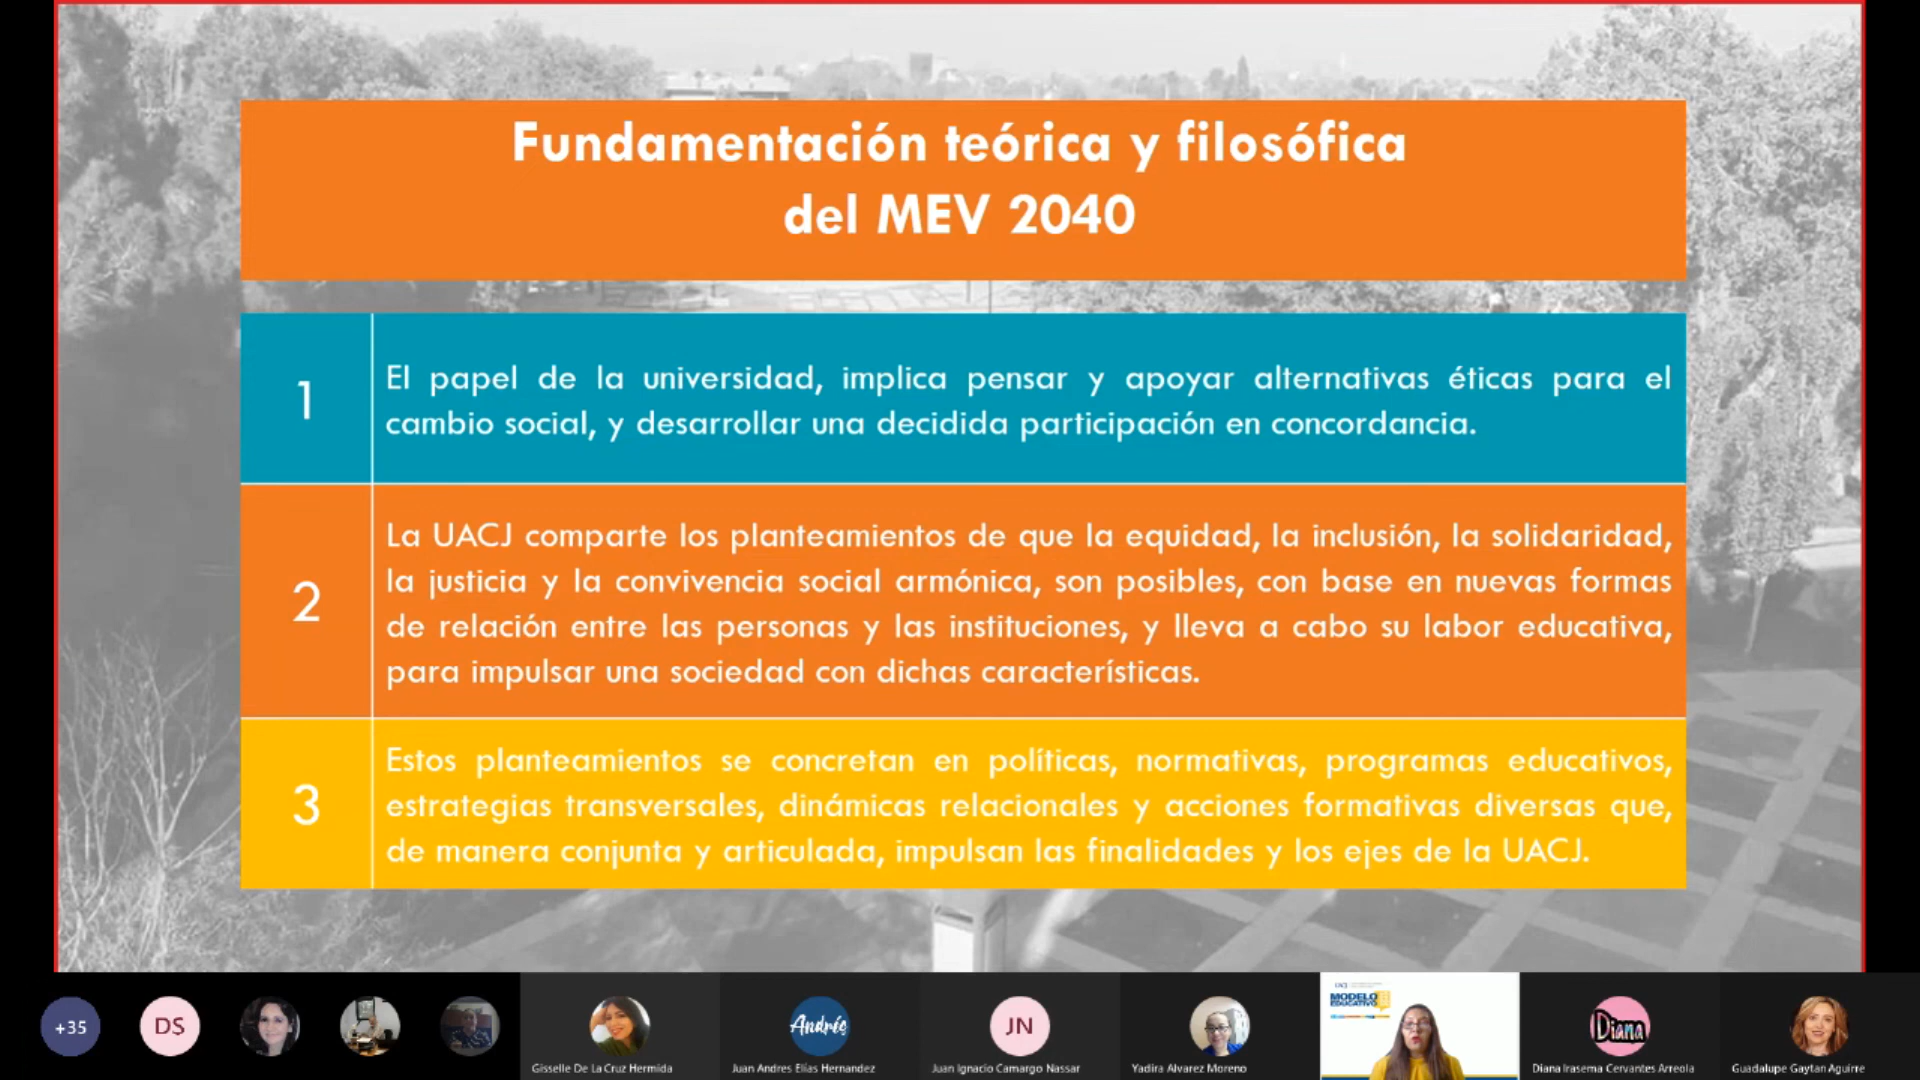 Fundamentación teórica y filosófica
del MEV 2040
1
El papel de la universidad, implica pensar y apoyar alternativas éticas para el
cambio social, y desarrollar una decidida participación en concordancia.
2
La UACJ comparte los planteamientos de que la equidad, la inclusión, la solidaridad,
la justicia y la convivencia social armónica, son posibles, con base en nuevas formas
de relación entre las personas y las instituciones, y lleva a cabo su labor educativa,
para impulsar una sociedad con dichas características.
3
Estos planteamientos se concretan en políticas, normativas, programas educativos,
estrategias transversales, dinámicas relacionales y acciones formativas diversas que,
de manera conjunta y articulada, impulsan las finalidades y los ejes de la UACJ.
+35
DS
Gisselle De La Cruz Hermida
Andrés
Juan Andres Elías Hernandez
JN
Juan Ignacio Camargo Nassar
Yadira Alvarez Moreno
MODELO
EDUCATIVO
Diana
Diana Irasema Cervantes Arreola
Guadalupe Gaytan Aguirre